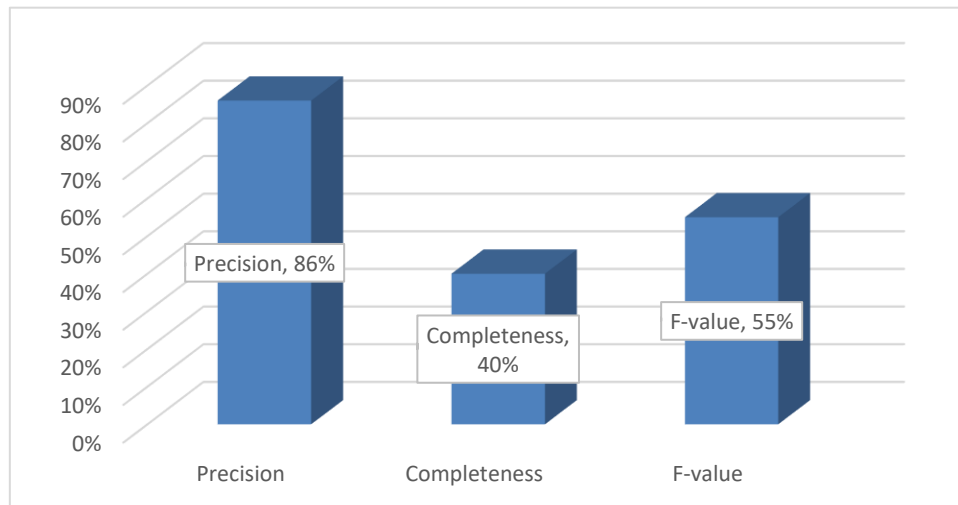 90%
80%
70%
60%
50%
40%
30%
20%
10%
0%
Precision, 86%
Completeness,
40%
F-value, 55%
Precision
Completeness
F-value